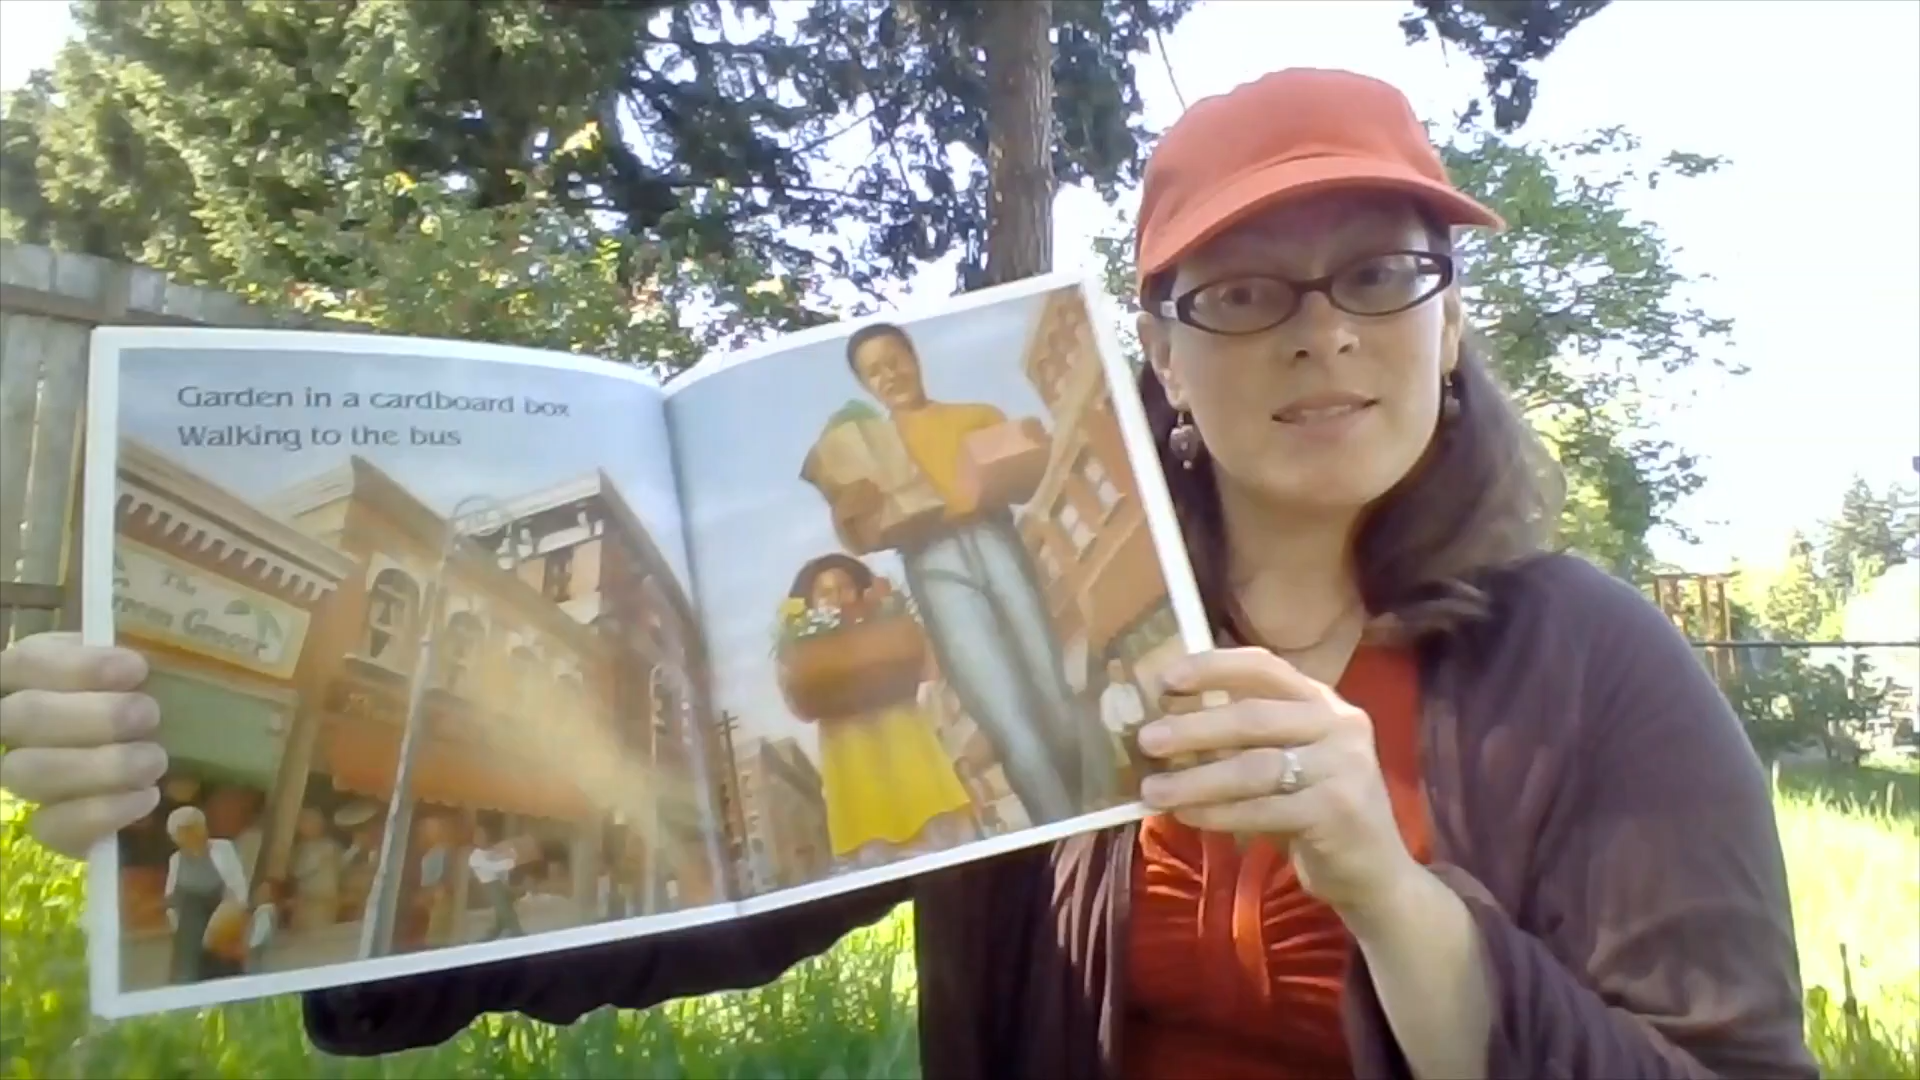 Garden in a cardboard box
Walking to the bus
The
Green Grocer